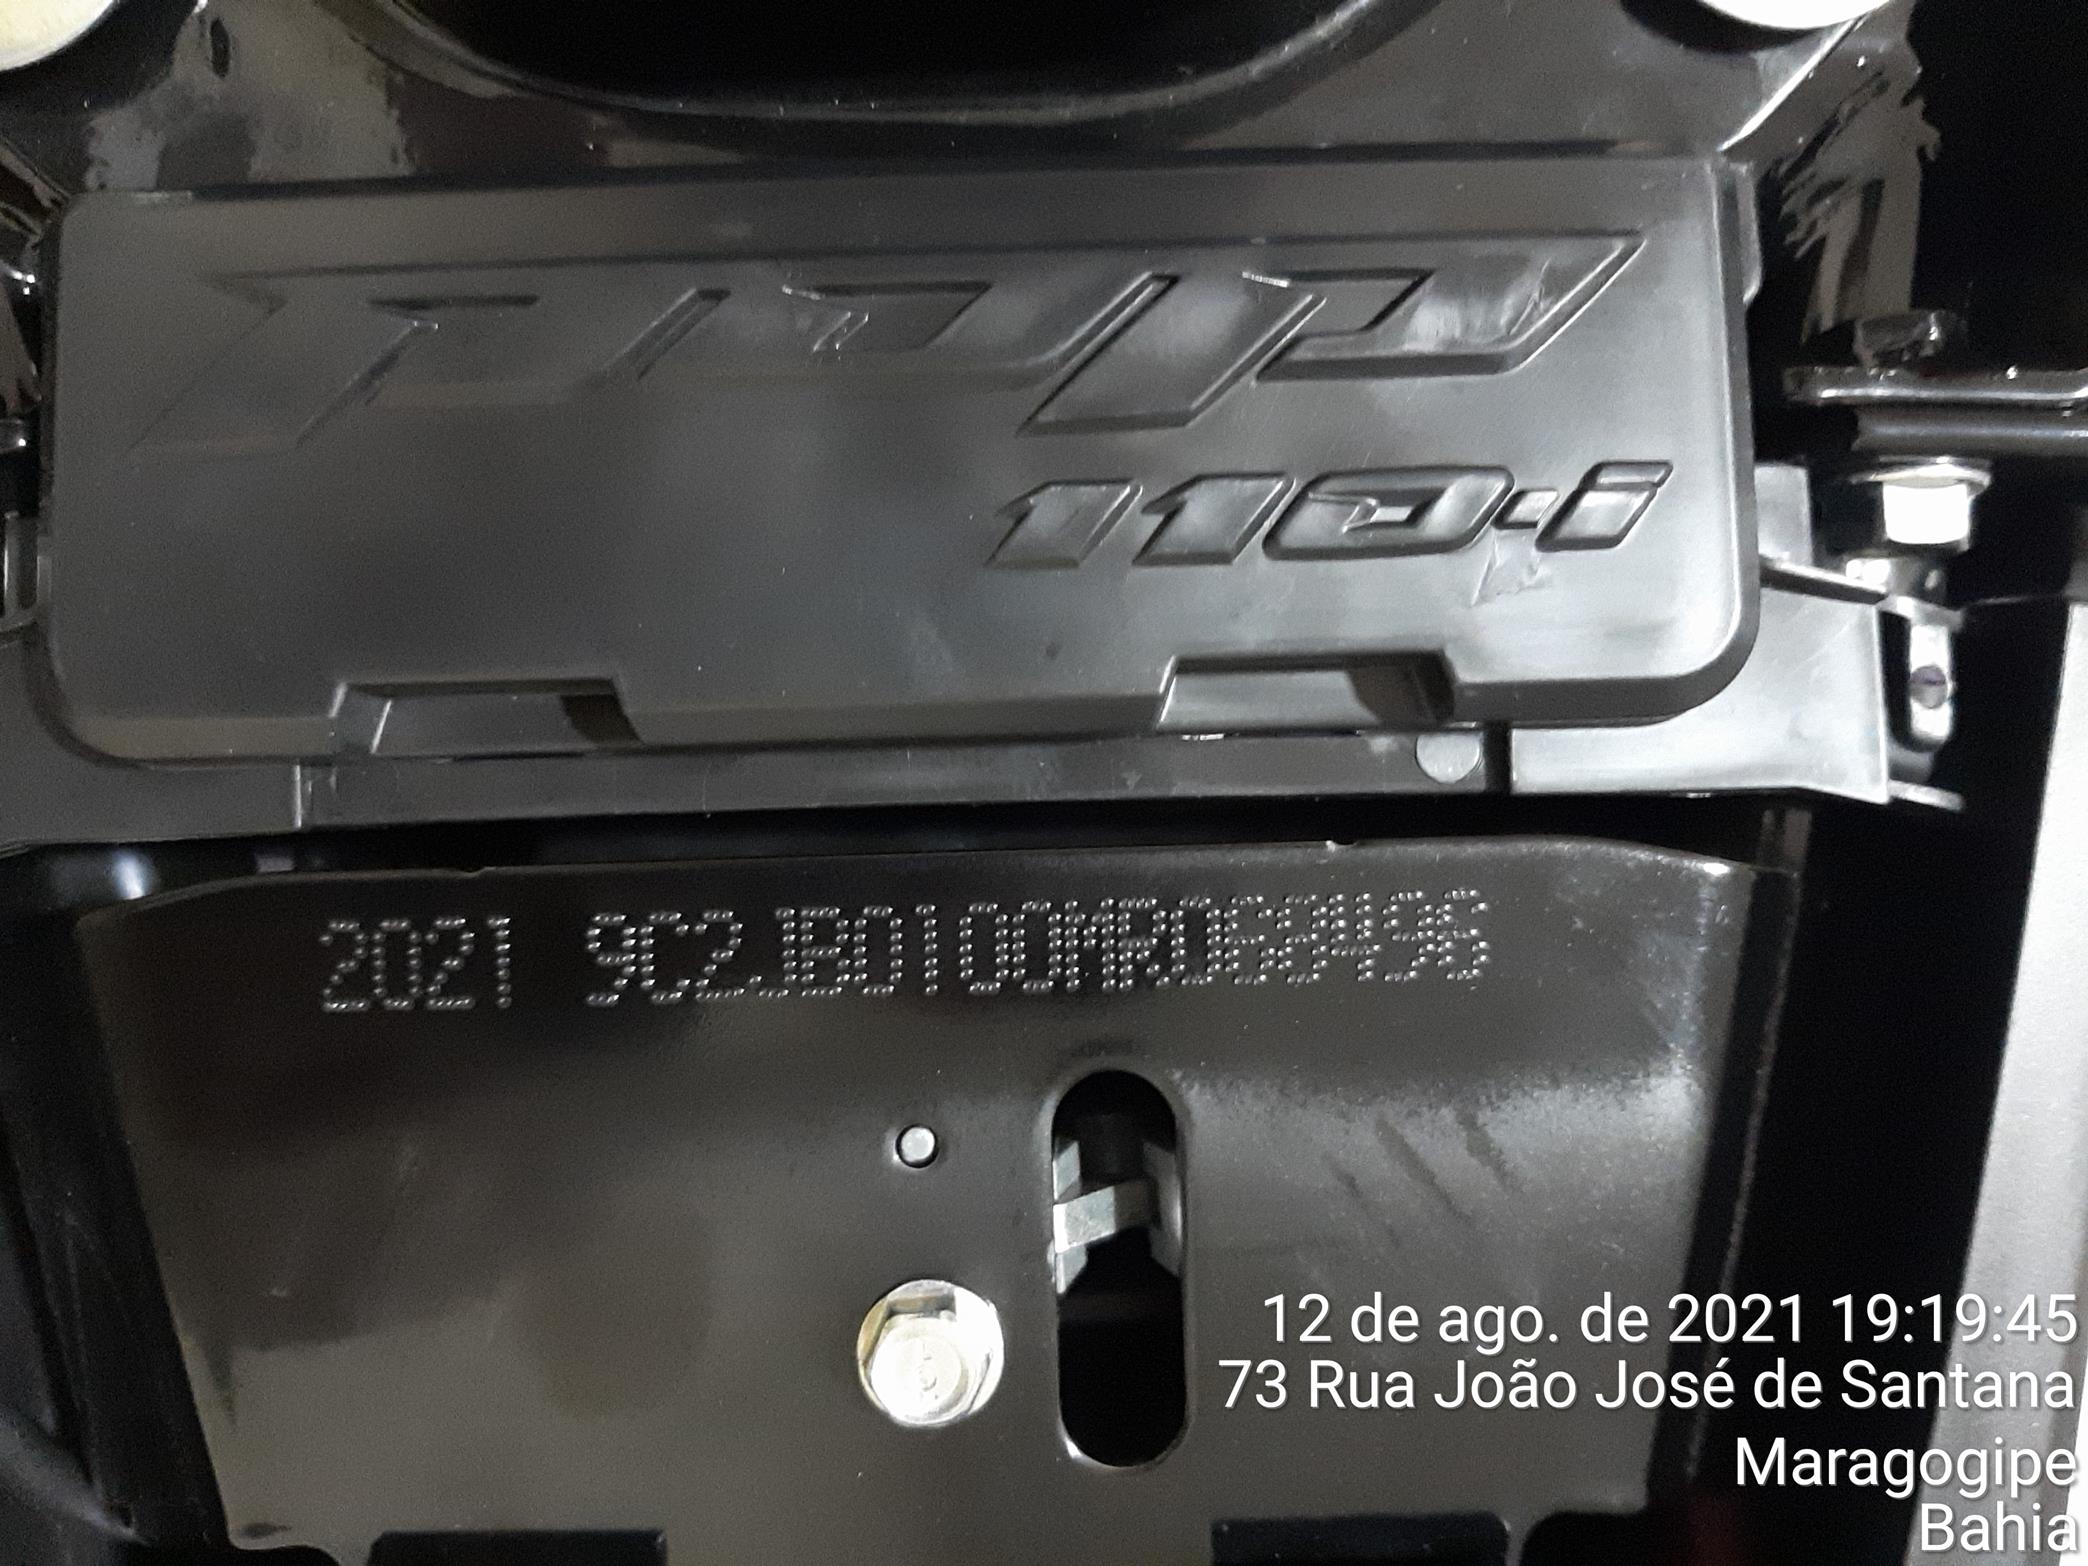 POP
110i
2021 9C2JB0100MR068496
12 de ago. de 2021 19:19:45
73 Rua João José de Santana
Maragogipe
Bahia